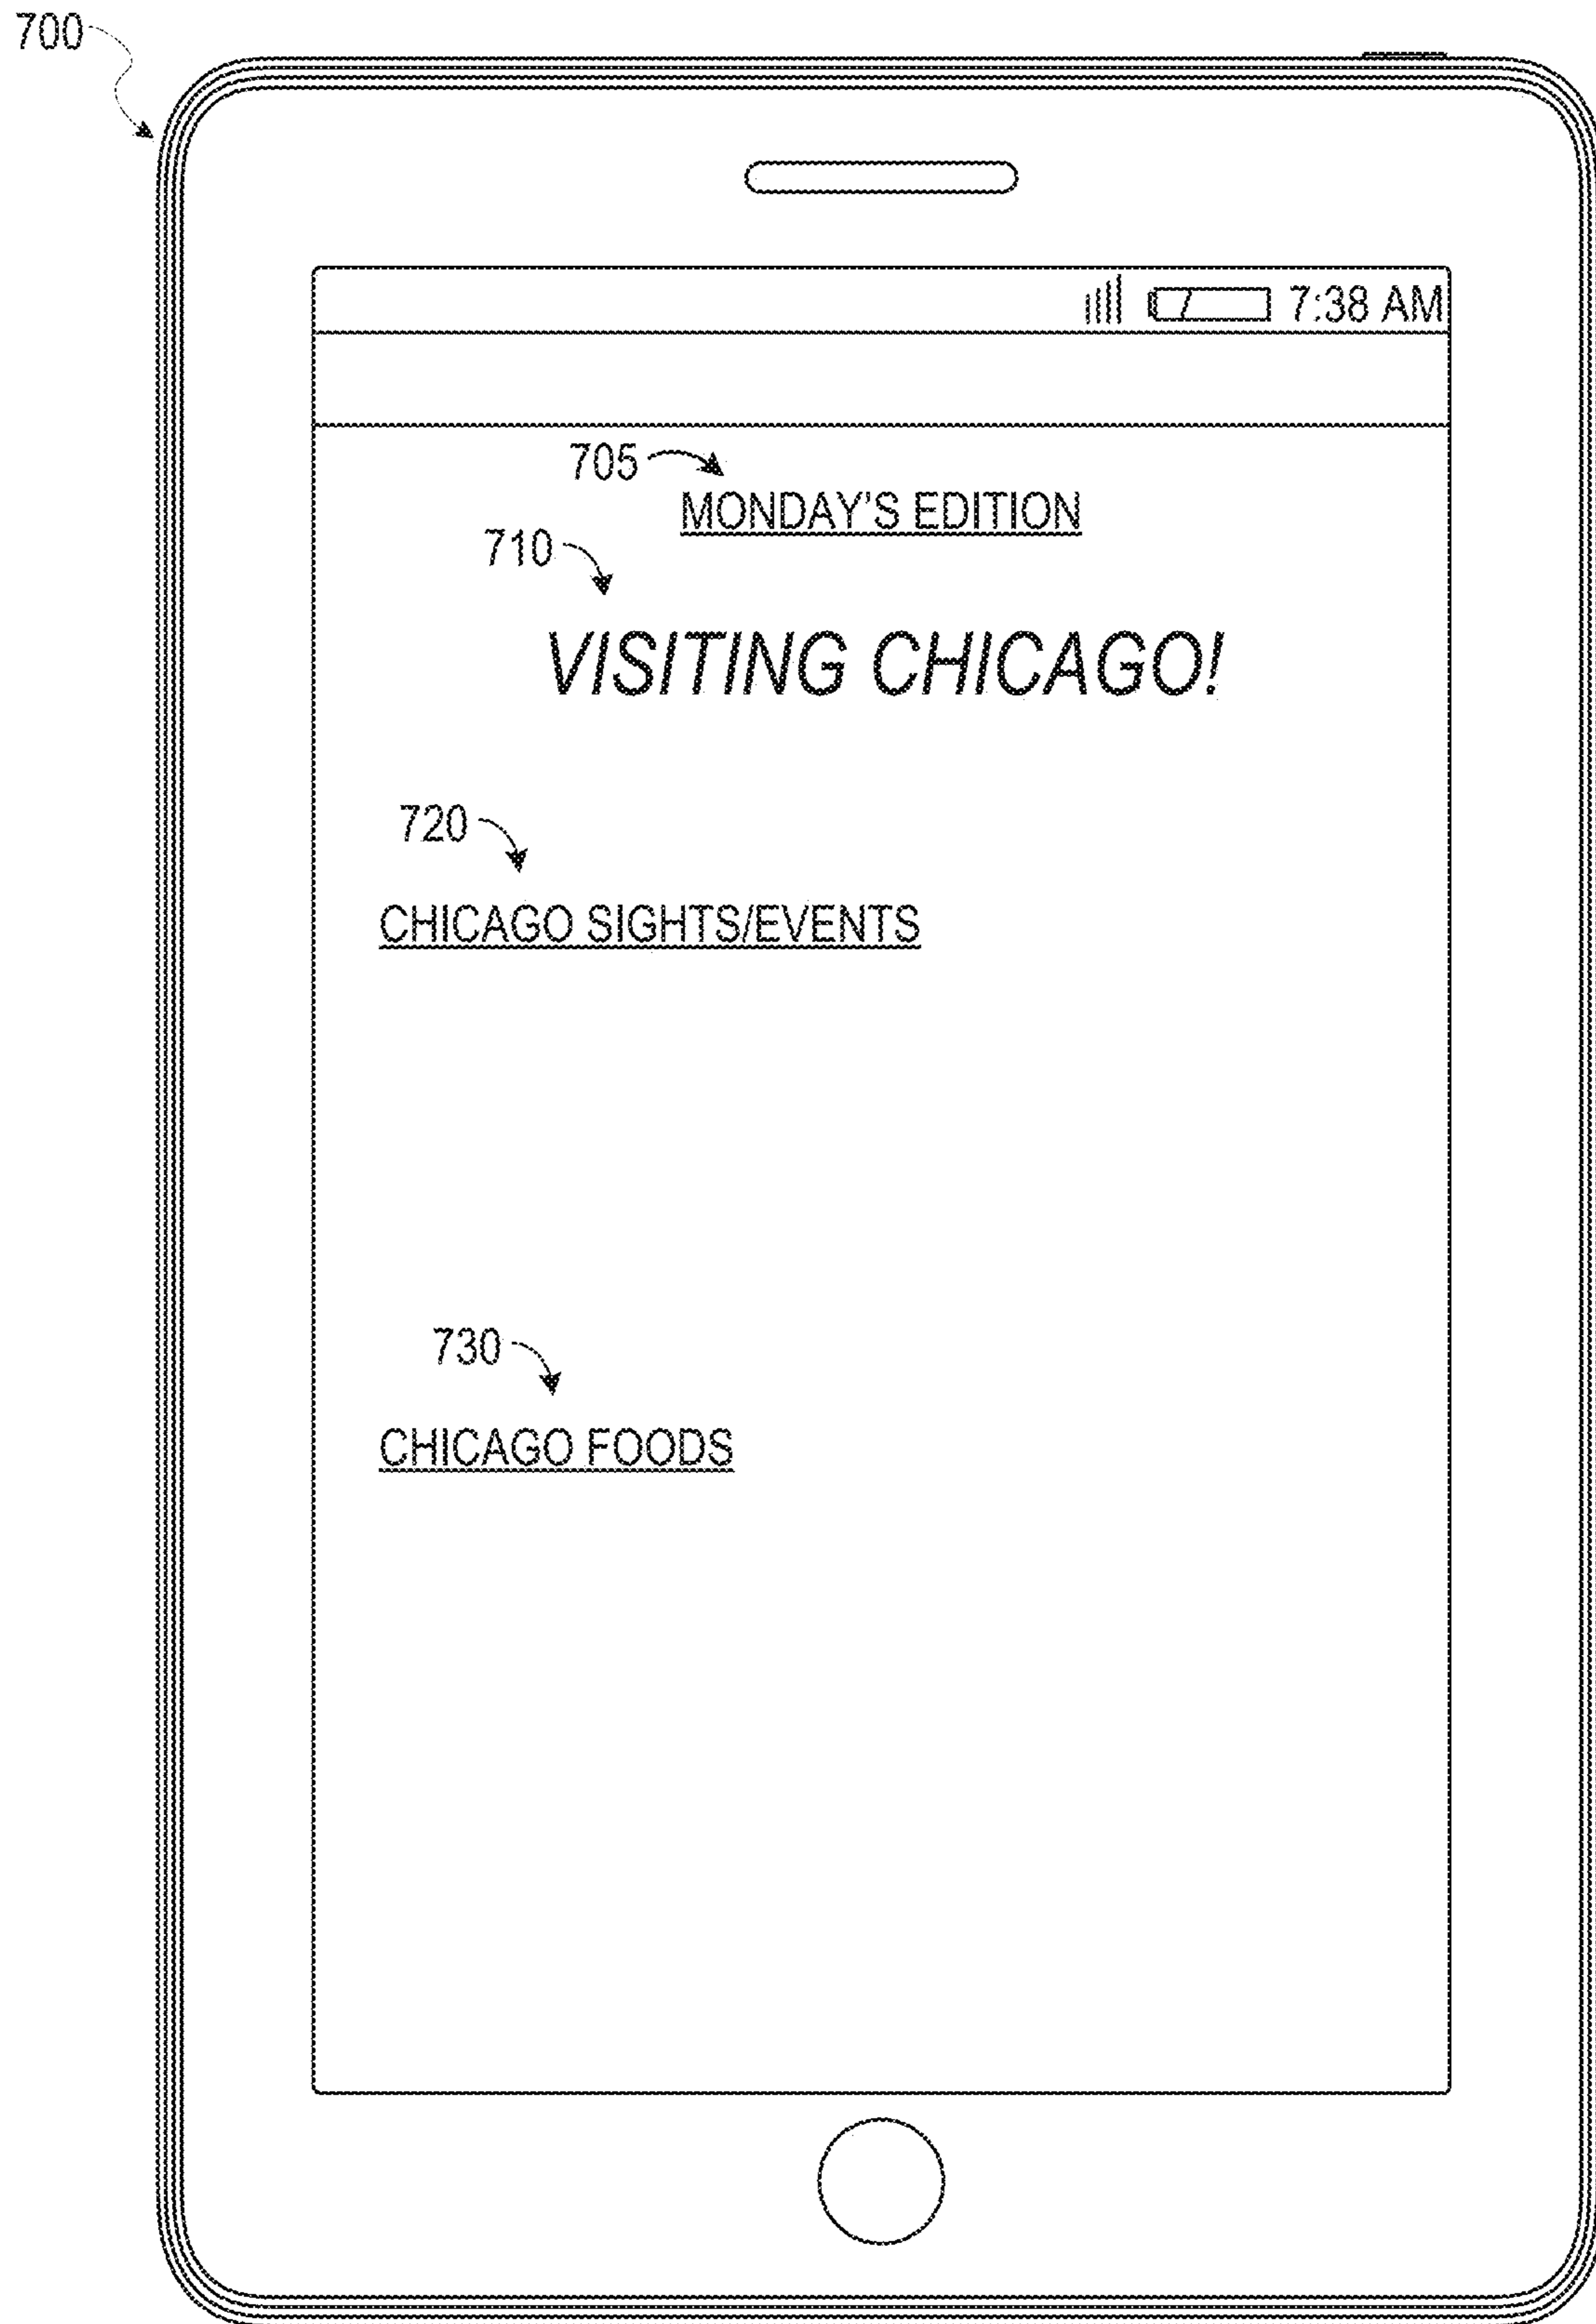 700
7:38 AM
705
MONDAY'S EDITION
710
VISITING CHICAGO!
720
CHICAGO SIGHTS/EVENTS
730
CHICAGO FOODS